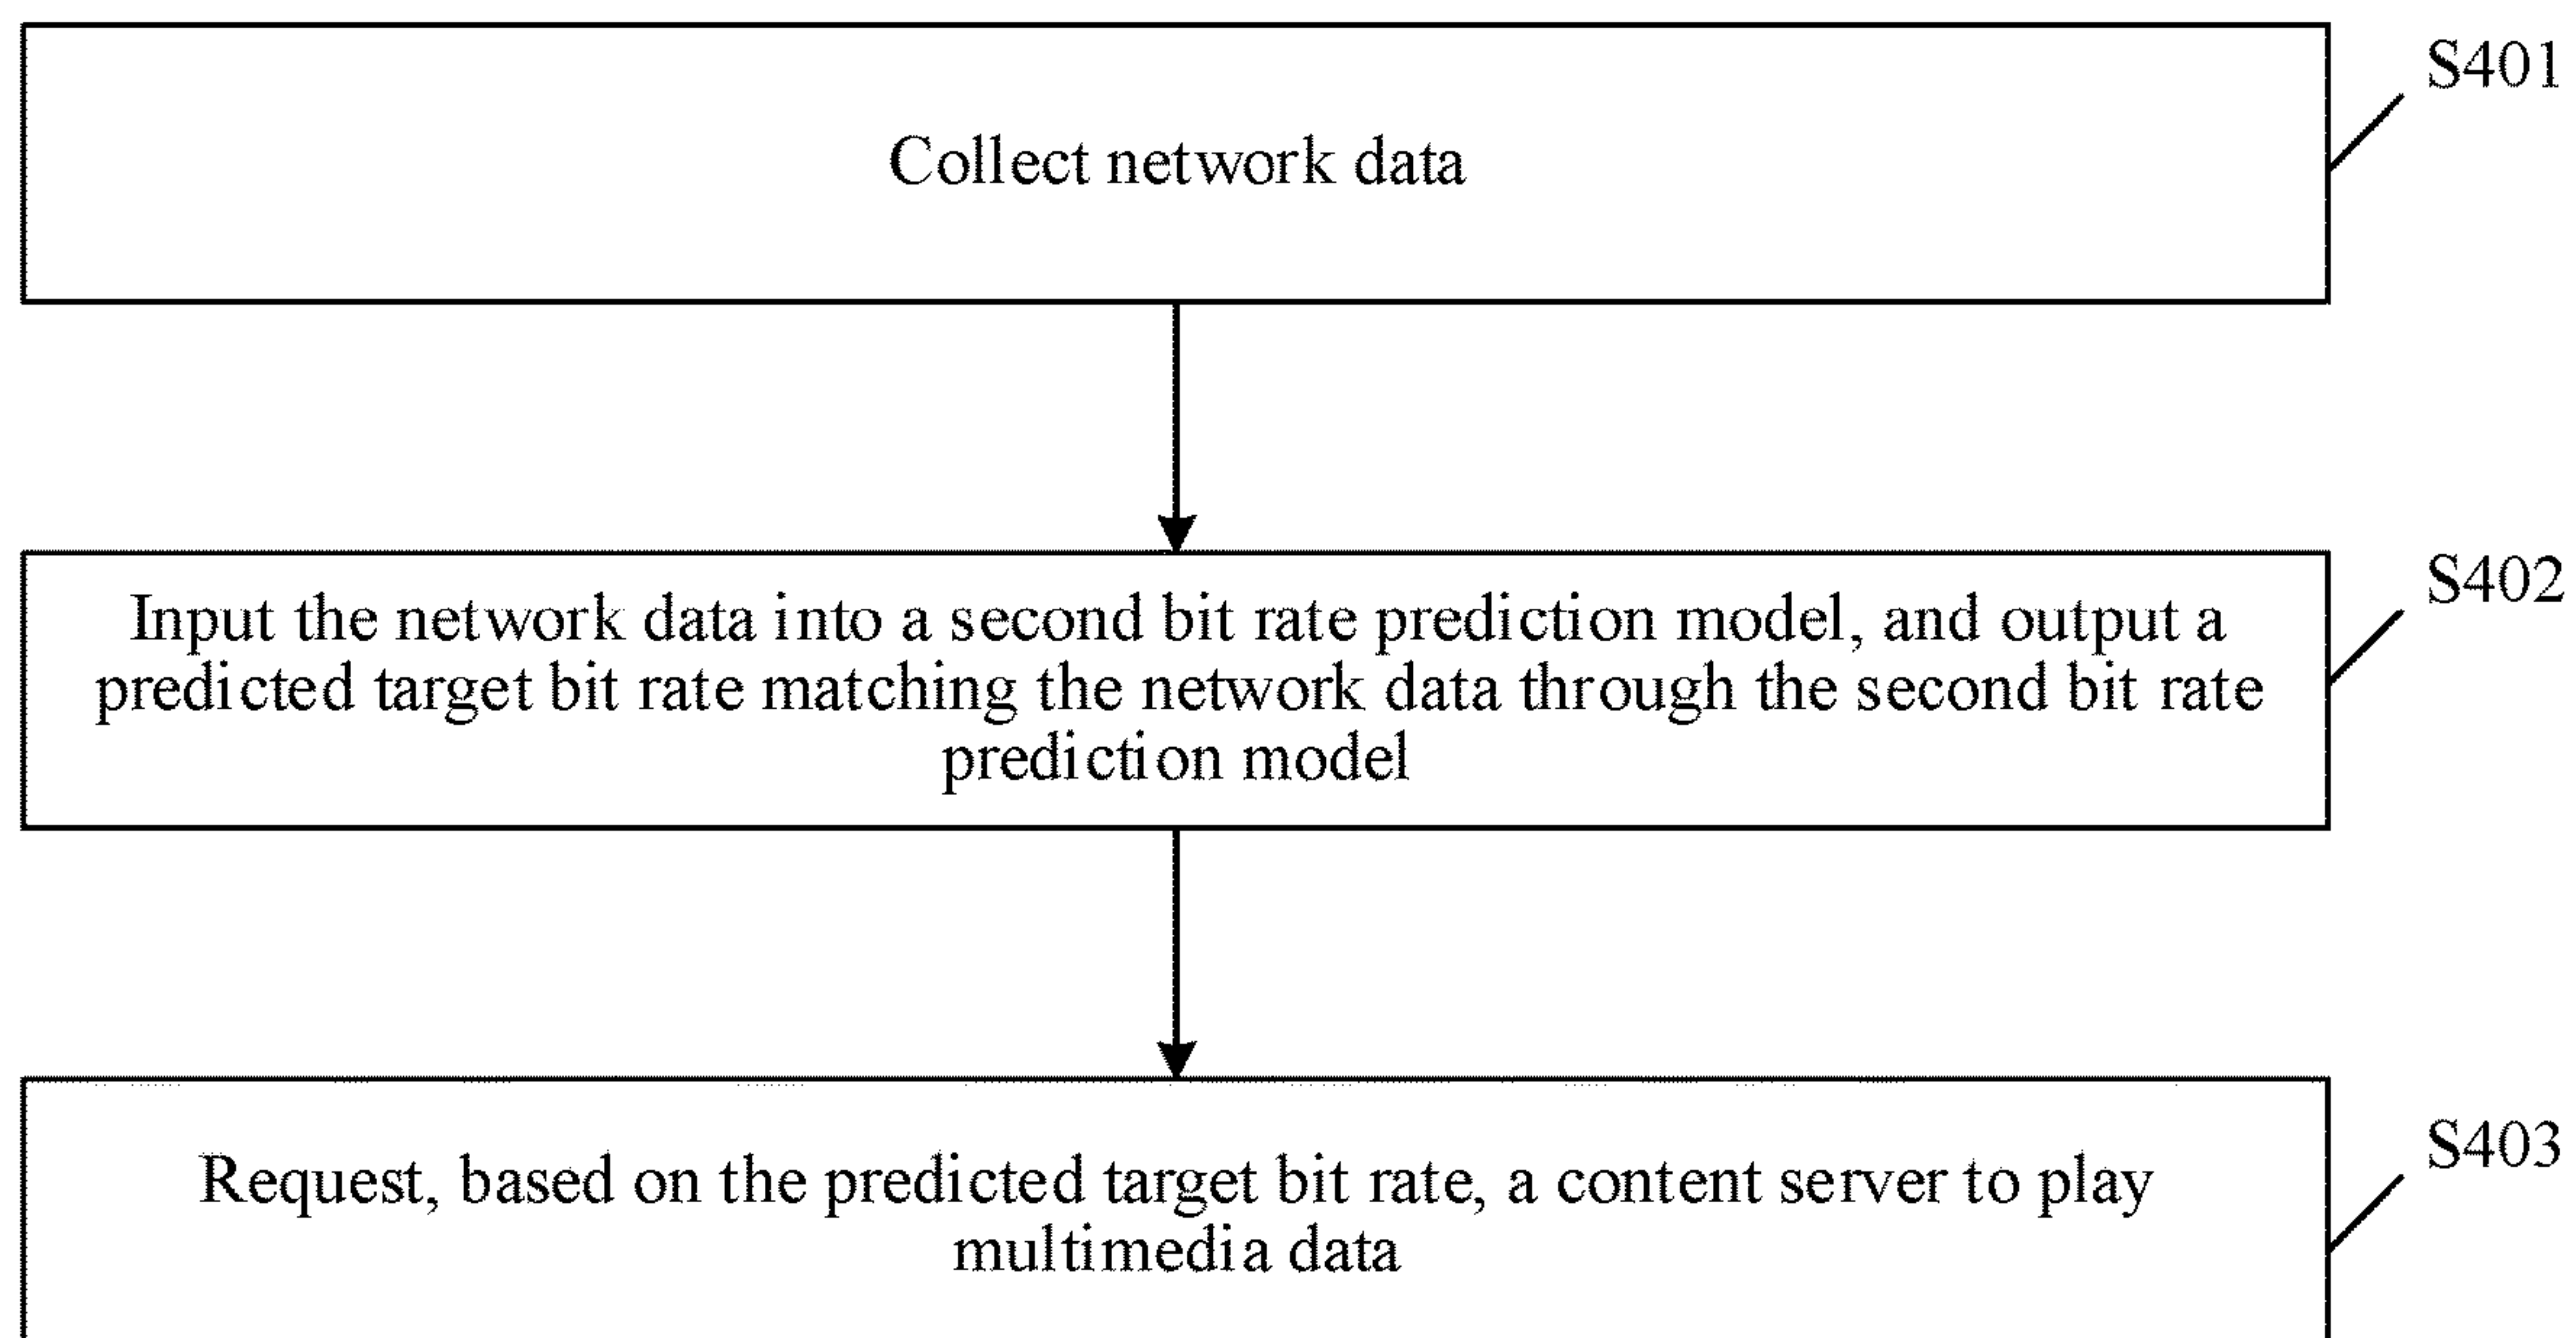 S401
Collect network data
S402
Input the network data into a second bit rate prediction model, and output a
predicted target bit rate matching the network data through the second bit rate
prediction model
S403
Request, based on the predicted target bit rate, a content server to play
multimedia data